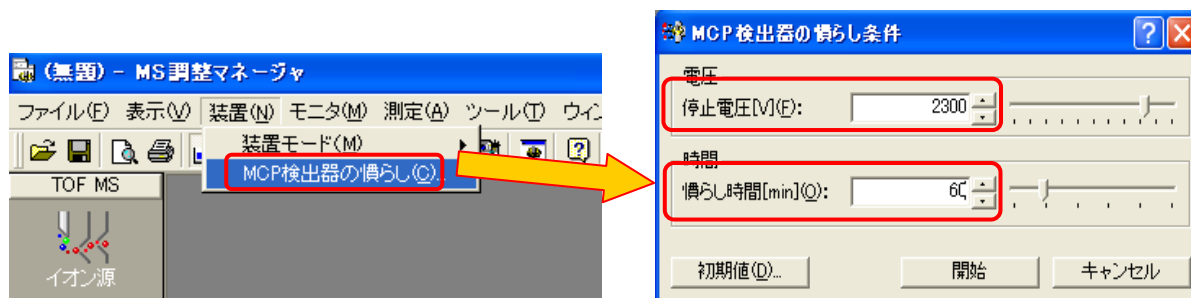 (無題) - MS調整マネージャ
ファイル(F) 表示(V) 装置(N) モニタ(M) 測定(A) ツール(T) ウィン
装置モード(M)
MCP検出器の慣らし(C)...
TOF MS
イオン源
MCP検出器の慣らし条件
電圧
停止電圧[V](F): 2300
時間
慣らし時間[min](O): 60
初期値(D)... 開始 キャンセル